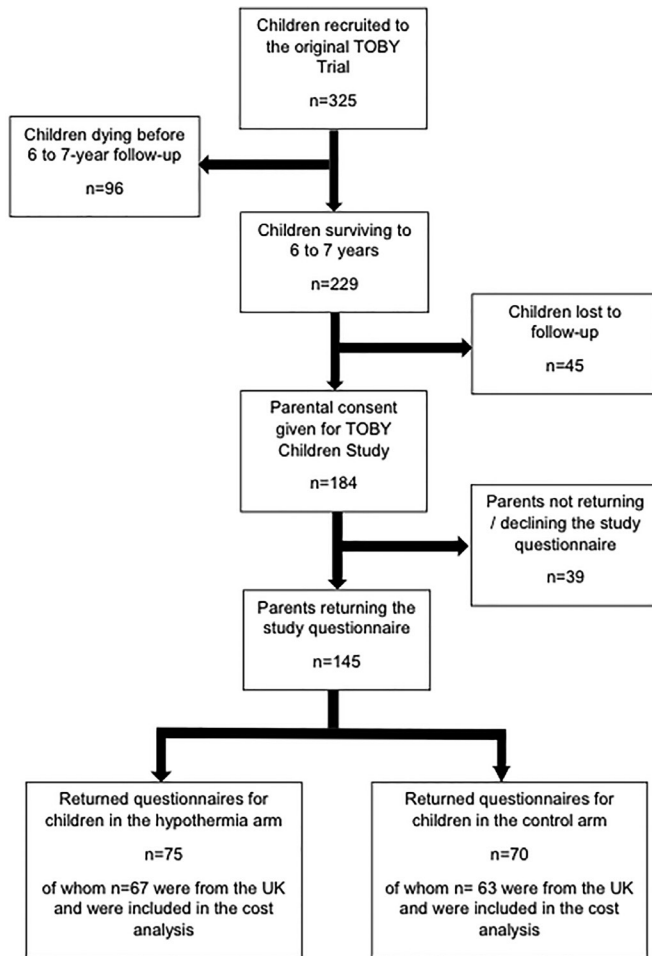 Children recruited to
the original TOBY
Trial
n=325
Children dying before
6 to 7-year follow-up
n=96
Children surviving to
6 to 7 years
n=229
Children lost to
follow-up
n=45
Parental consent
given for TOBY
Children Study
n=184
Parents not returning
/ declining the study
questionnaire
n=39
Parents returning the
study questionnaire
n=145
Returned questionnaires for
children in the hypothermia arm
n=75
of whom n=67 were from the UK
and were included in the cost
analysis
Returned questionnaires for
children in the control arm
n=70
of whom n= 63 were from the UK
and were included in the cost
analysis